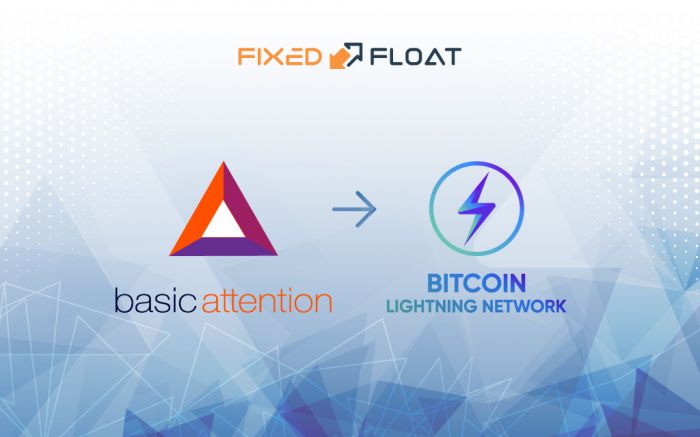 FIXED FLOAT
basic attention
BITCOIN
LIGHTNING NETWORK